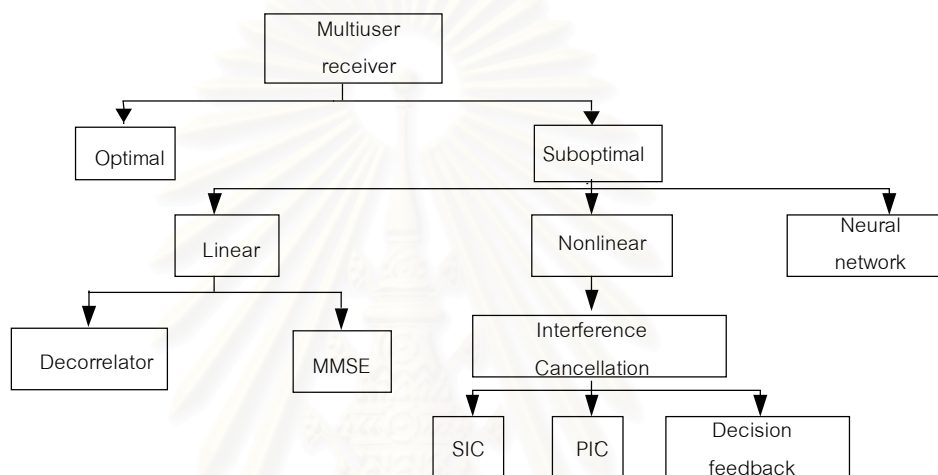 Multiuser
receiver
Optimal
Suboptimal
Linear
Nonlinear
Neural
network
Interference
Cancellation
Decorrelator
MMSE
SIC
PIC
Decision
feedback